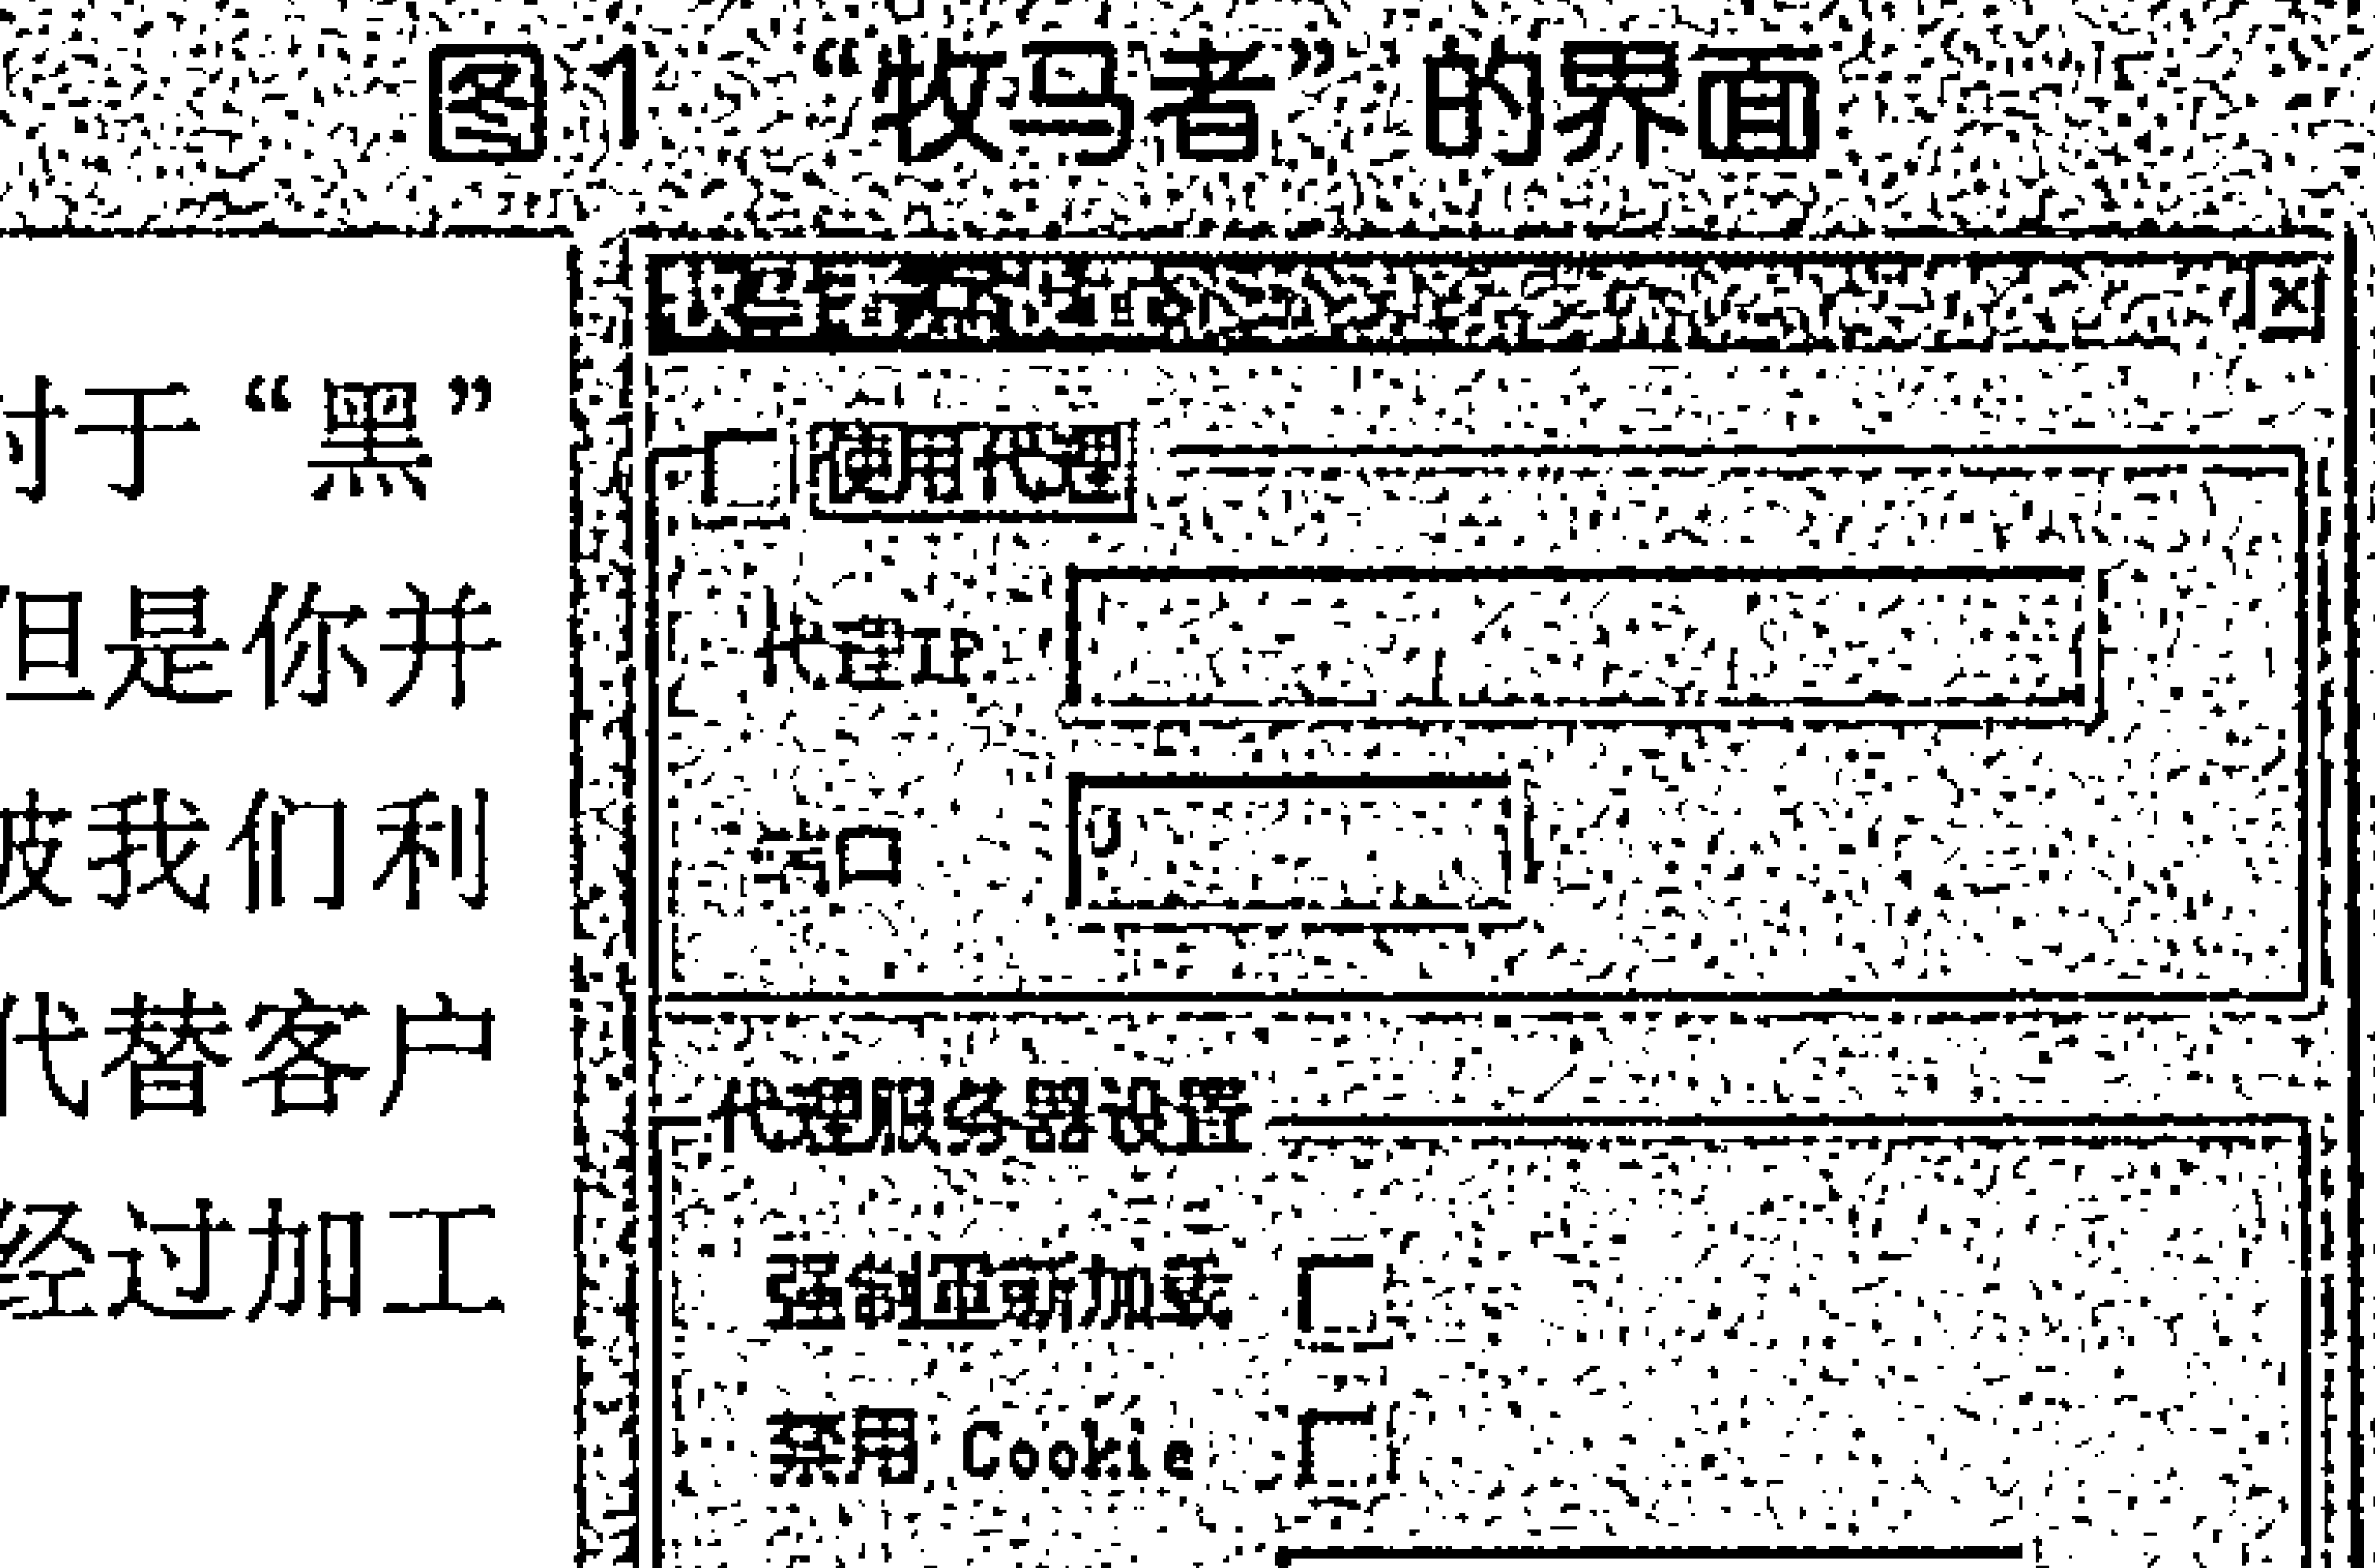 图1 “牧马者”的界面
对于“黑”
但是你并
被我们利
代替客户
经过加工
使用代理
代理IP
端口
0
代理服务器设置
强制重新加载
禁用 Cookie